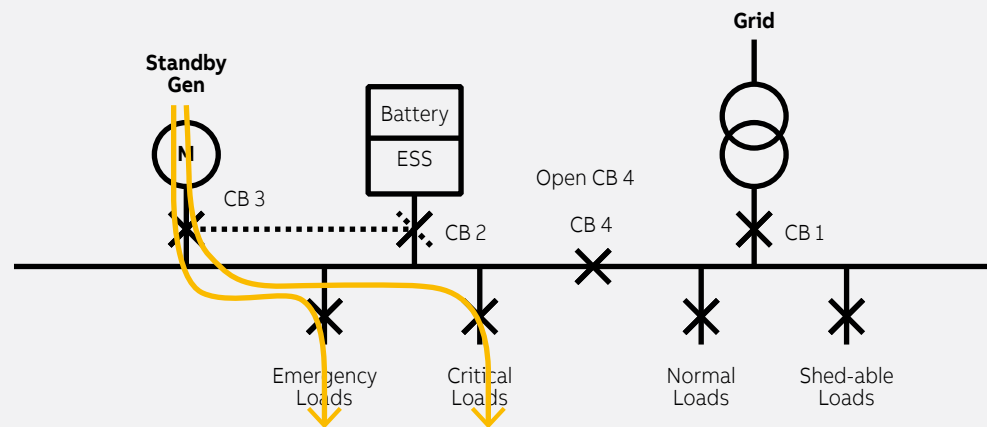 Grid
Standby
Gen
Battery
ESS
M
Open CB 4
CB 3
CB 4
CB 2
CB 1
Emergency
Loads
Critical
Loads
Normal
Loads
Shed-able
Loads